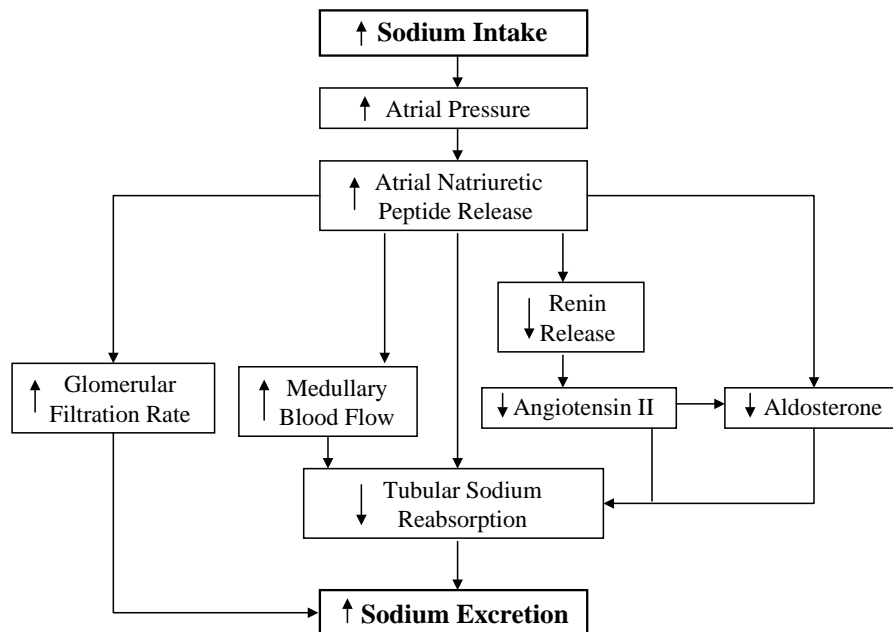 ↑ Sodium Intake
↑ Atrial Pressure
↑ Atrial Natriuretic
Peptide Release
↓ Renin
Release
↑ Glomerular
Filtration Rate
↑ Medullary
Blood Flow
↓ Angiotensin II
↓ Aldosterone
↓ Tubular Sodium
Reabsorption
↑ Sodium Excretion